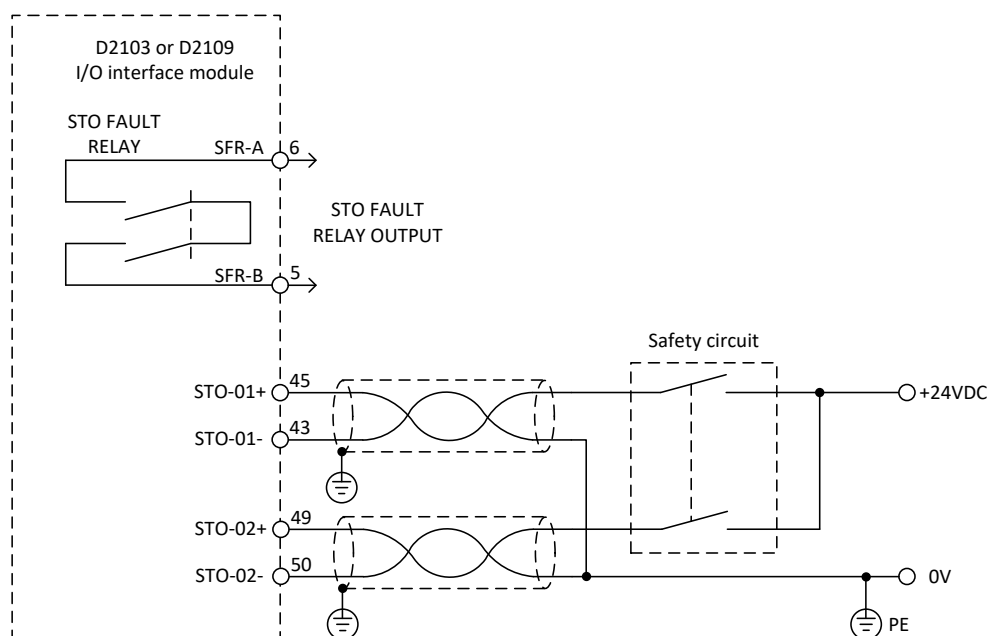 D2103 or D2109
I/O interface module
STO FAULT
RELAY
SFR-A
6
STO FAULT
RELAY OUTPUT
SFR-B
5
Safety circuit
STO-01+
45
+24VDC
STO-01-
43
STO-02+
49
STO-02-
50
0V
PE